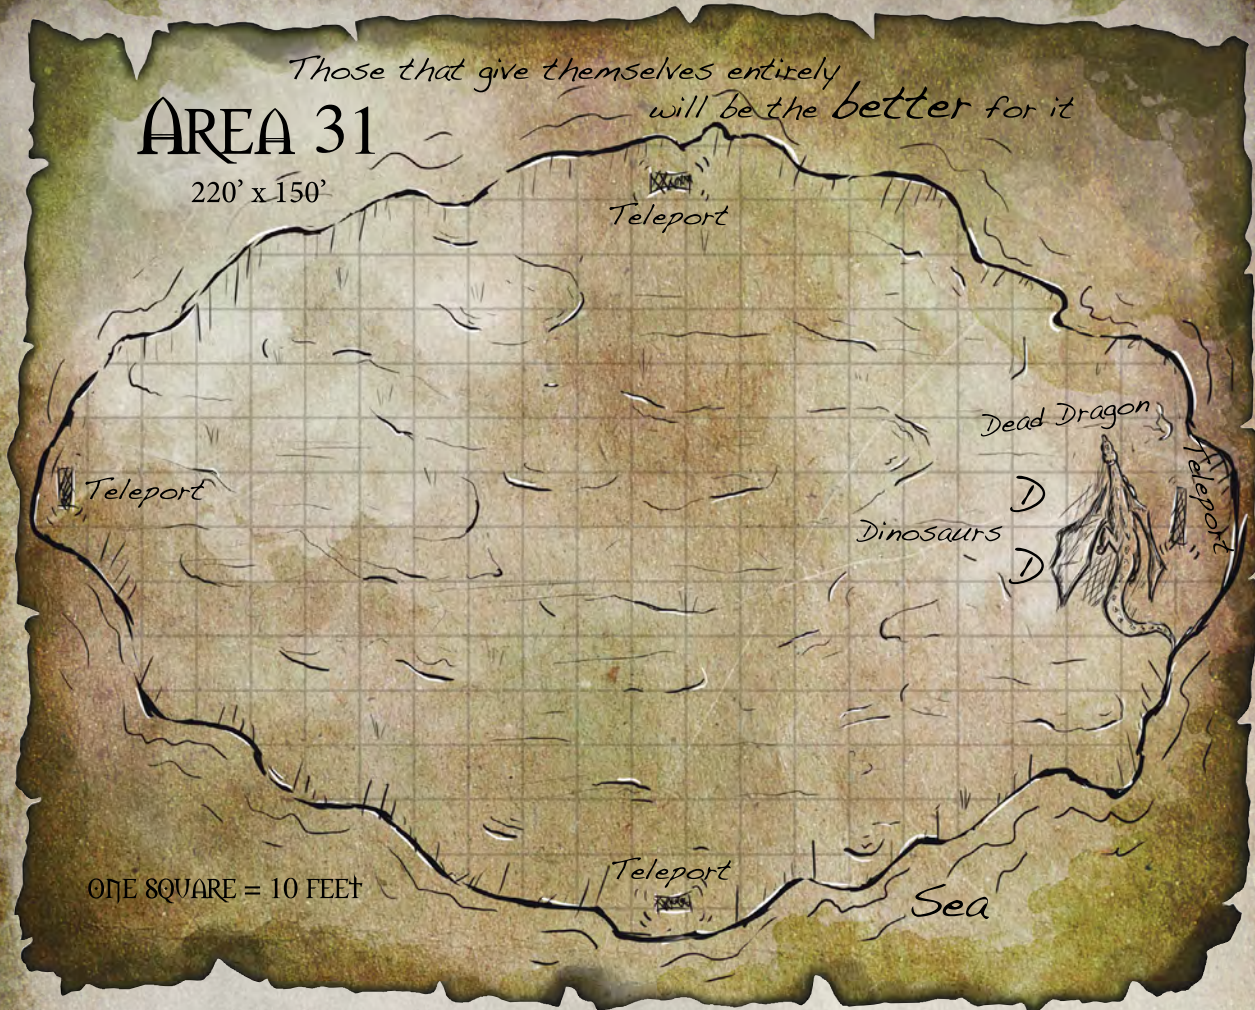 Those that give themselves entirely
will be the better for it
AREA 31
220' x 150'
Teleport
Dead Dragon
Teleport
Teleport
D
Dinosaurs
D
Teleport
ONE SQUARE = 10 FEET
Sea